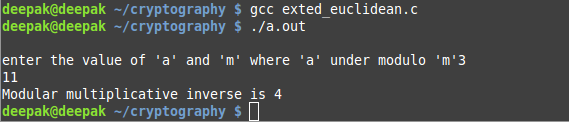 deepak@deepak ~/cryptography $ gcc exted_euclidean.c
deepak@deepak ~/cryptography $ ./a.out
enter the value of 'a' and 'm' where 'a' under modulo 'm'3
11
Modular multiplicative inverse is 4
deepak@deepak ~/cryptography $